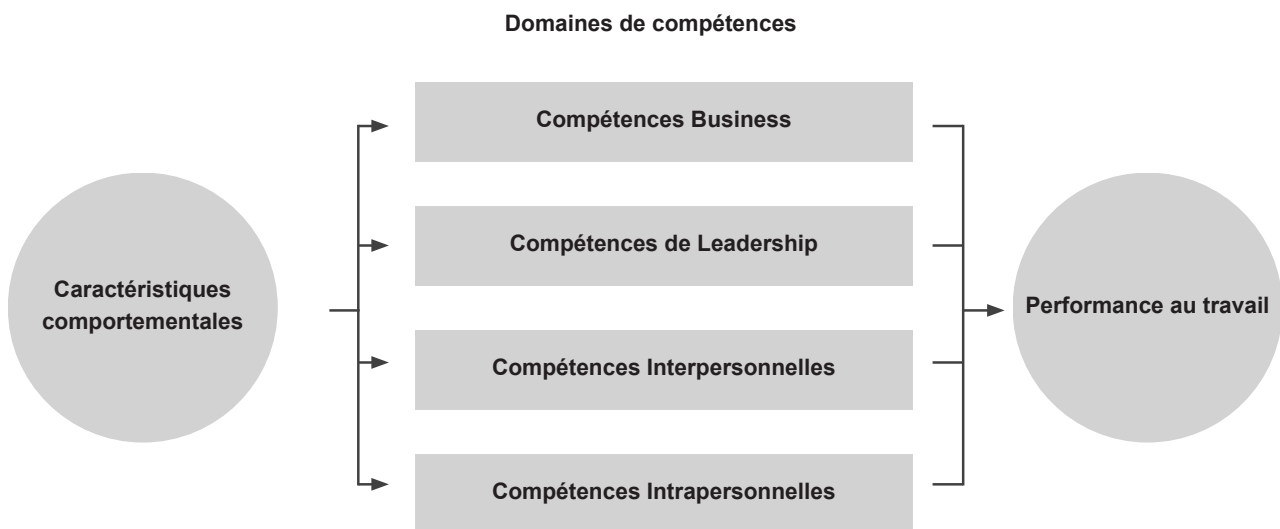 Domaines de compétences
Compétences Business
Compétences de Leadership
Caractéristiques
comportementales
Performance au travail
Compétences Interpersonnelles
Compétences Intrapersonnelles